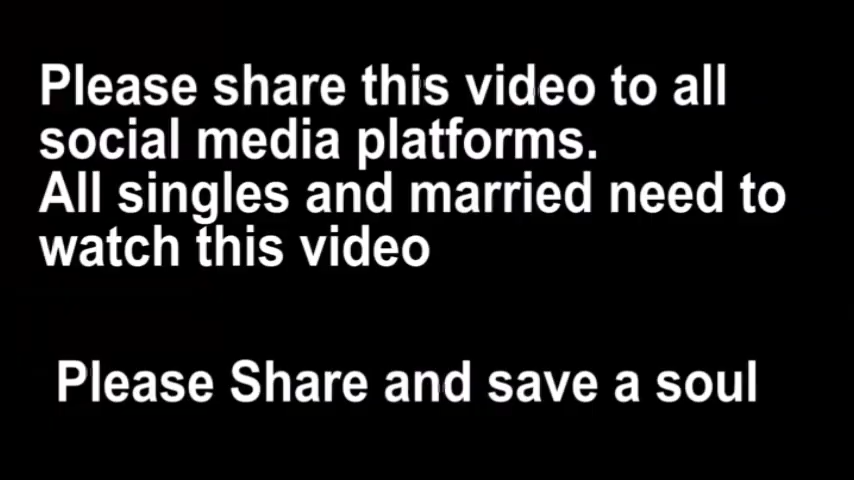 Please share this video to all
social media platforms.
All singles and married need to
watch this video
Please Share and save a soul